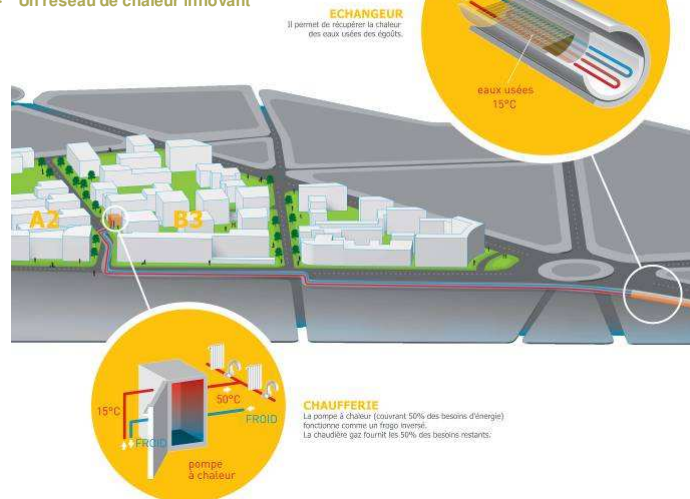 Un réseau de chaleur innovant
ECHANGEUR
Il permet de récupérer la chaleur
des eaux usées des égoûts.
eaux usées
15°C
A2
B3
15°C
50°C
FROID
FROID
pompe
à chaleur
CHAUFFERIE
La pompe à chaleur (couvrant 50% des besoins d'énergie)
fonctionne comme un frogo inversé.
La chaudière gaz fournit les 50% des besoins restants.